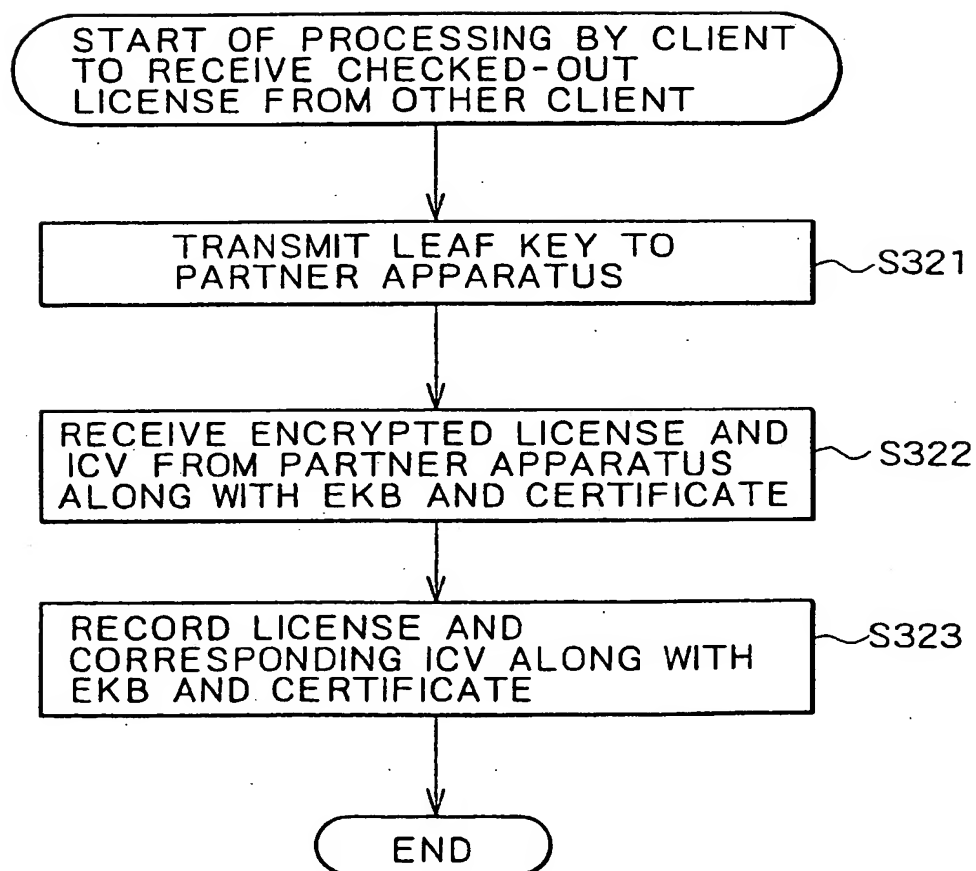 START OF PROCESSING BY CLIENT
TO RECEIVE CHECKED-OUT
LICENSE FROM OTHER CLIENT
TRANSMIT LEAF KEY TO
PARTNER APPARATUS
S321
RECEIVE ENCRYPTED LICENSE AND
ICV FROM PARTNER APPARATUS
ALONG WITH EKB AND CERTIFICATE
S322
RECORD LICENSE AND
CORRESPONDING ICV ALONG WITH
EKB AND CERTIFICATE
S323
END